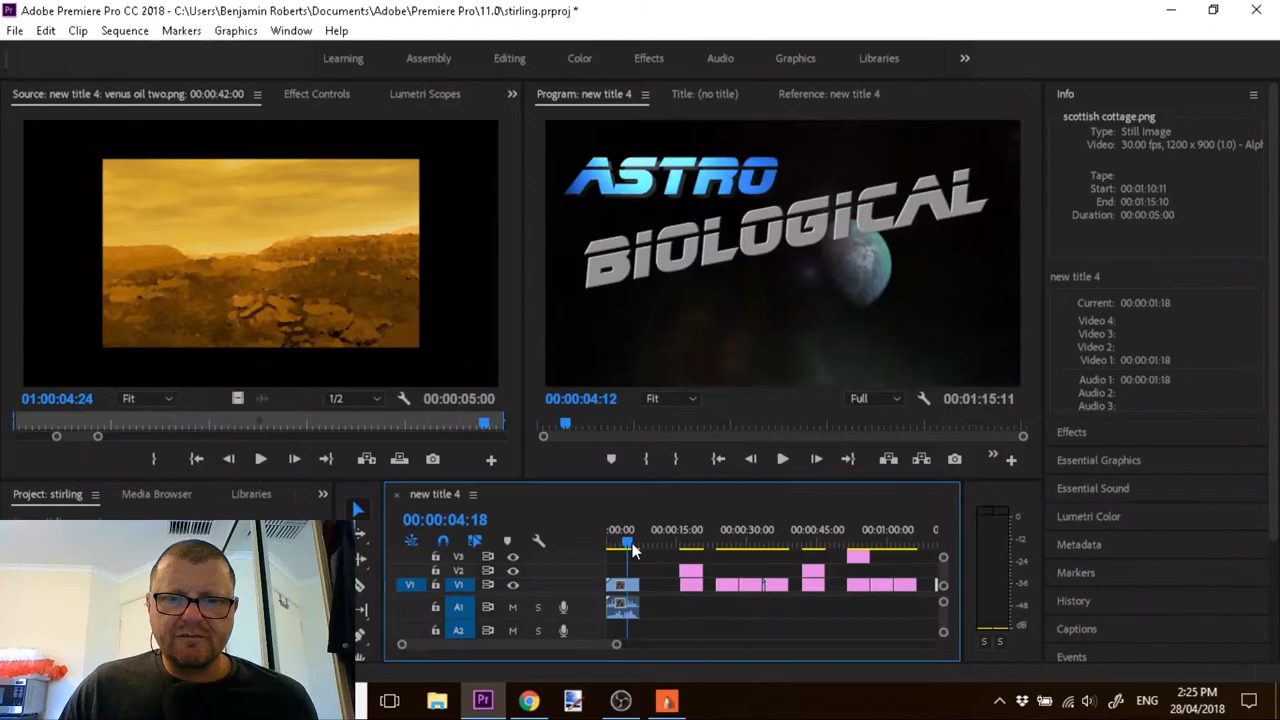 Adobe Premiere Pro CC 2018 - C:\Users\Benjamin Roberts\Documents\Adobe\Premiere Pro\11.0\stirling.prproj *
File Edit Clip Sequence Markers Graphics Window Help
Learning Assembly Editing Color Effects Audio Graphics Libraries
Source: new title 4: venus oil two.png: 00:00:42:00 Effect Controls Lumetri Scopes
Program: new title 4 Title: (no title) Reference: new title 4
ASTRO
BIOLOGICAL
01:00:04:24 Fit 1/2 00:00:05:00
00:00:04:12 Fit Full 00:01:15:11
Info
scottish cottage.png
Type: Still Image
Video: 30.00 fps, 1200 x 900 (1.0) - Alph
Tape:
Start: 00:01:10:11
End: 00:01:15:10
Duration: 00:00:05:00
new title 4
Current: 00:00:01:18
Video 4:
Video 3:
Video 2:
Video 1: 00:00:01:18
Audio 1: 00:00:01:18
Audio 2:
Audio 3:
Effects
Essential Graphics
Essential Sound
Lumetri Color
Metadata
Markers
History
Captions
Events
Project: stirling Media Browser Libraries
new title 4
00:00:04:18
:00:00 00:00:15:00 00:00:30:00 00:00:45:00 00:01:00:00 0
V3
V2
V1 V1
A1 M S
A2 M S
0
-12
-24
-36
-48
dB
S S
ENG
2:25 PM
28/04/2018